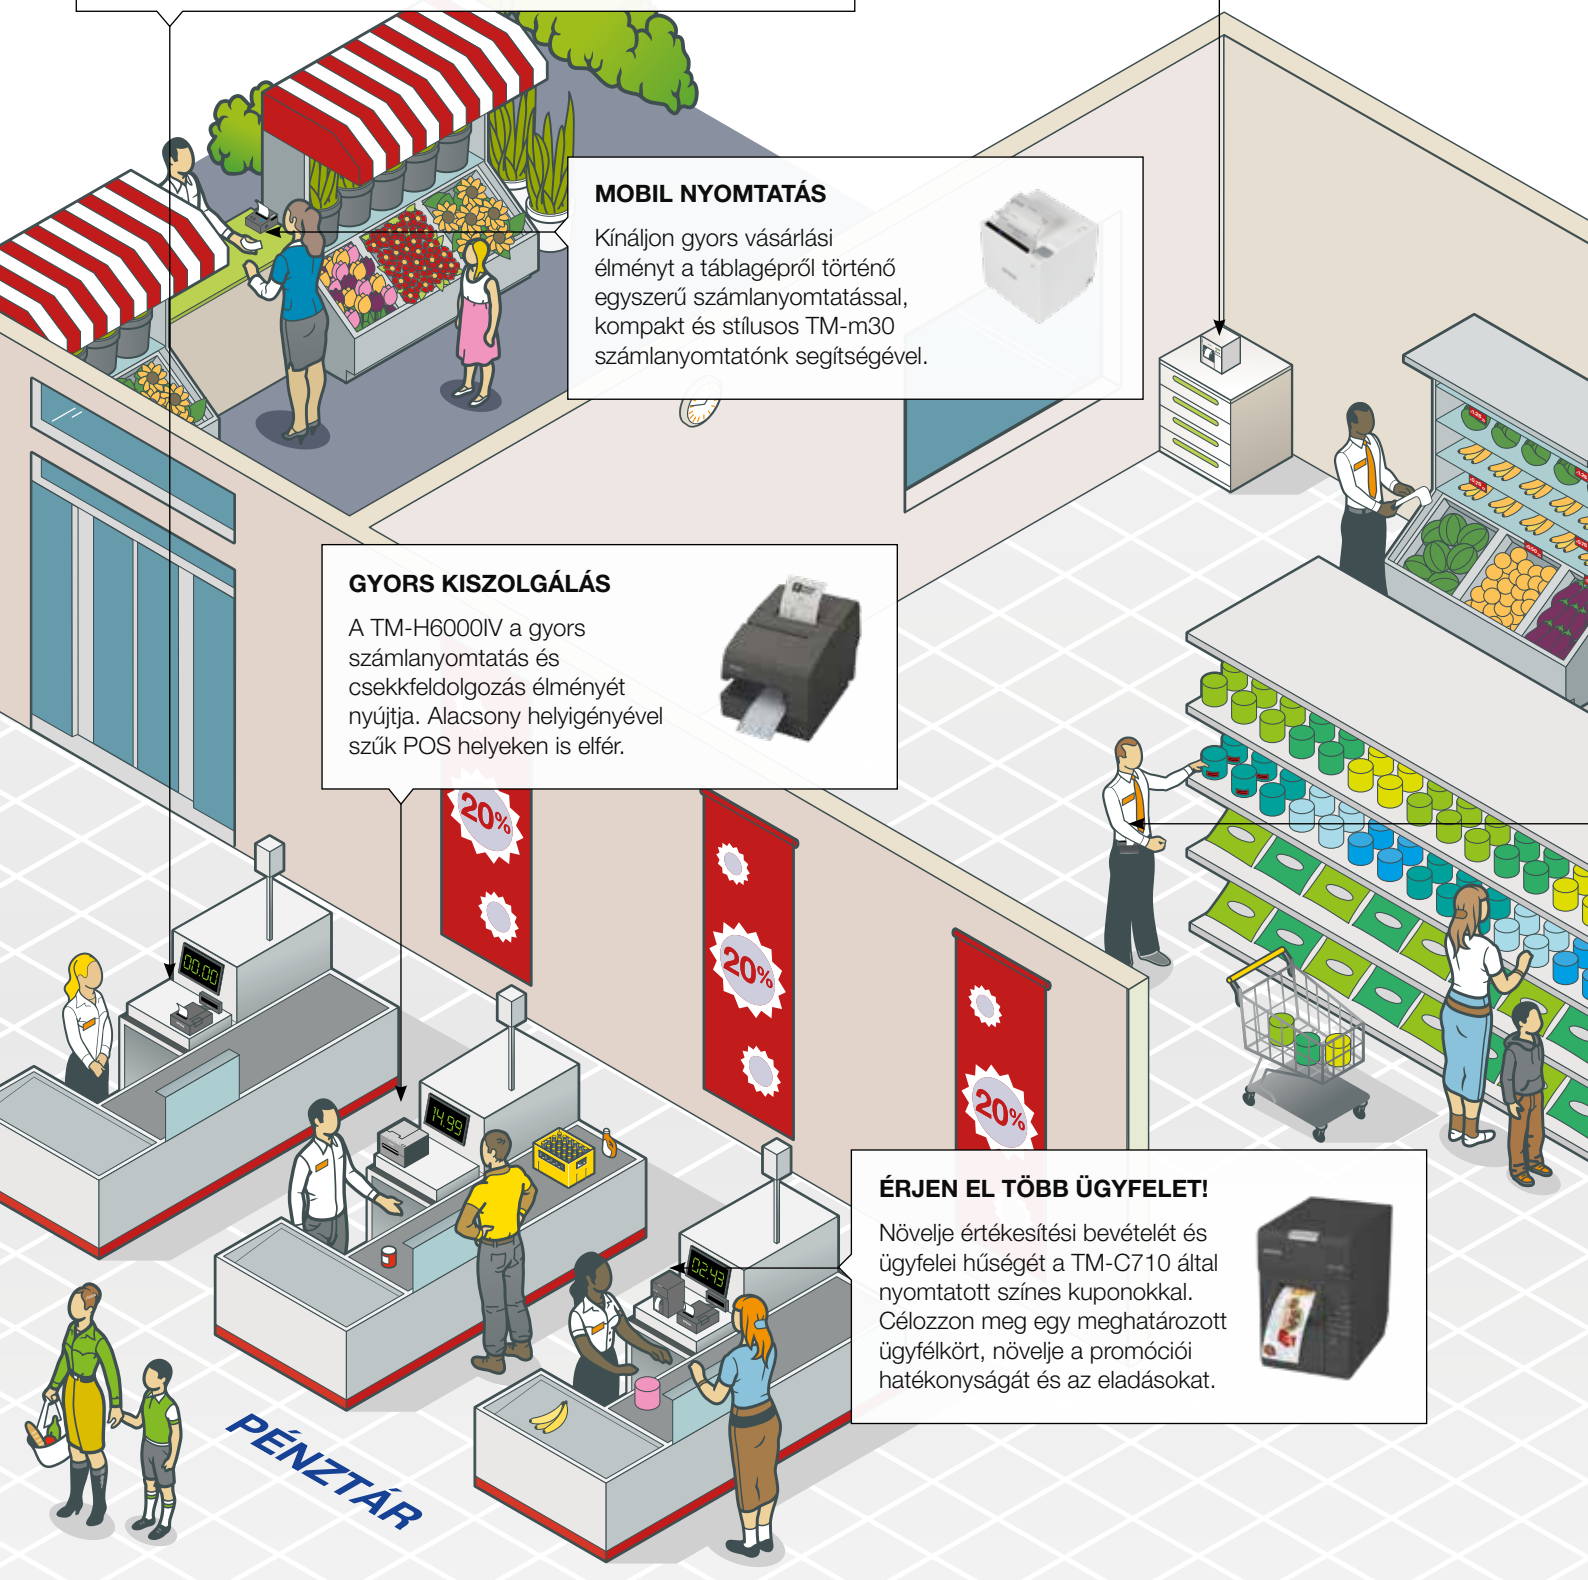 MOBIL NYOMTATÁS
Kínáljon gyors vásárlási
élményt a táblagépről történő
egyszerű számlanyomtatással,
kompakt és stílusos TM-m30
számlanyomtatónk segítségével.
GYORS KISZOLGÁLÁS
A TM-H6000IV a gyors
számlanyomtatás és
csekkfeldolgozás élményét
nyújtja. Alacsony helyigényével
szűk POS helyeken is elfér.
20%
20%
20%
00.00
14.99
02.43
ÉRJEN EL TÖBB ÜGYFELET!
Növelje értékesítési bevételét és
ügyfelei hűségét a TM-C710 által
nyomtatott színes kuponokkal.
Célozzon meg egy meghatározott
ügyfélkört, növelje a promóciói
hatékonyságát és az eladásokat.
PÉNZTÁR